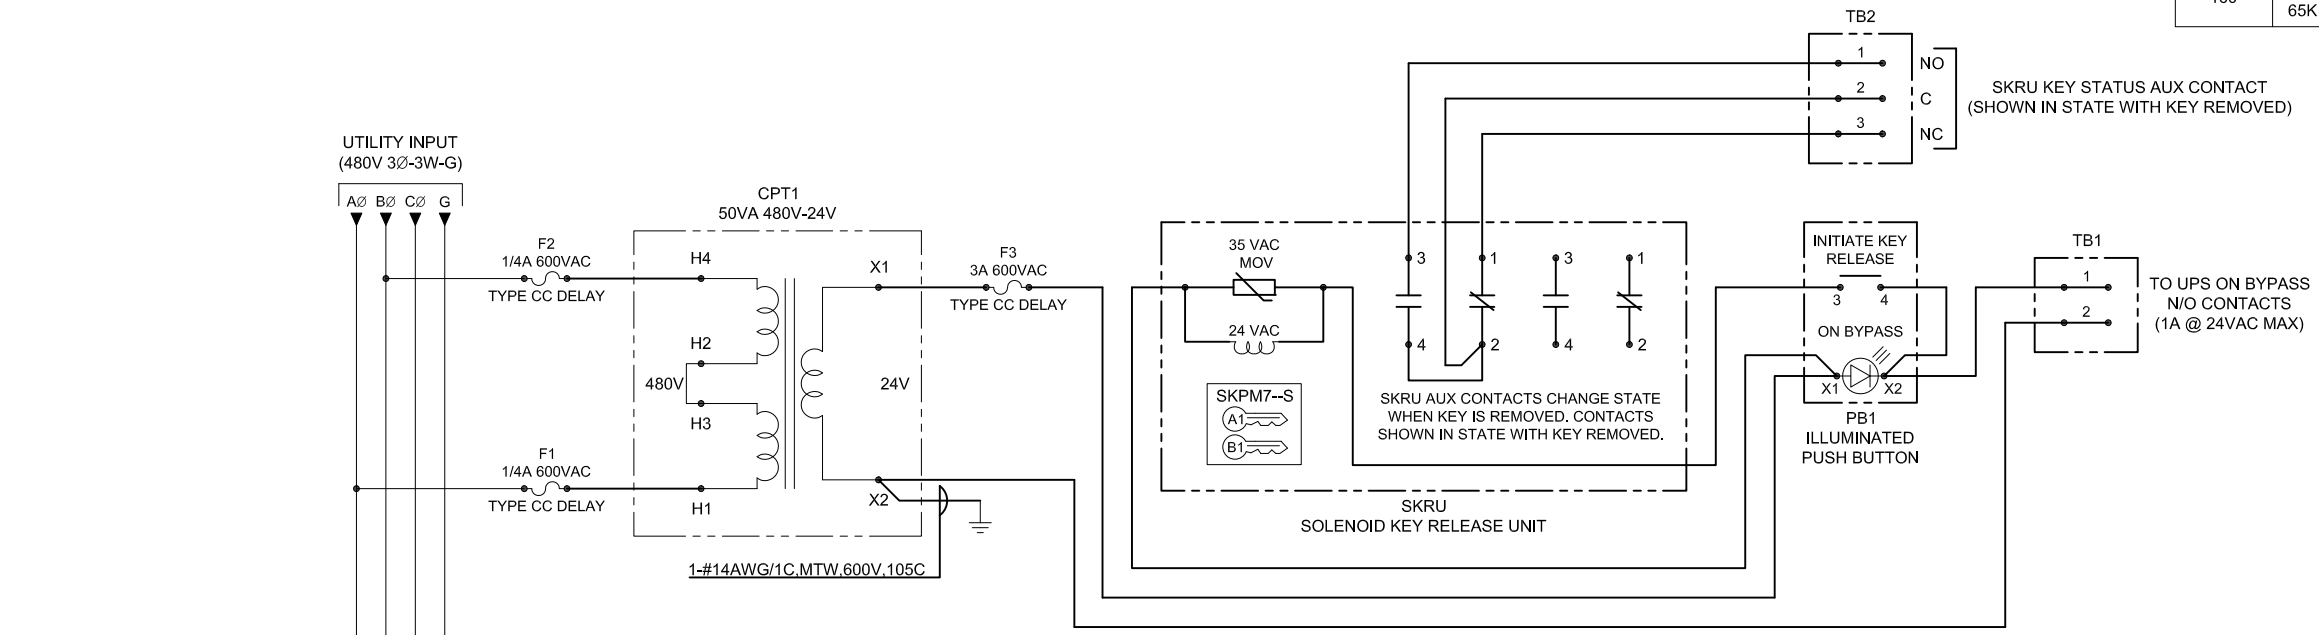 TB2
65K
1
NO
2
C
3
NC
SKRU KEY STATUS AUX CONTACT
(SHOWN IN STATE WITH KEY REMOVED)
UTILITY INPUT
(480V 3Ø-3W-G)
AØ BØ CØ G
CPT1
50VA 480V-24V
F2
1/4A 600VAC
TYPE CC DELAY
H4
X1
F3
3A 600VAC
TYPE CC DELAY
H2
480V
24V
H3
F1
1/4A 600VAC
TYPE CC DELAY
H1
X2
1-#14AWG/1C,MTW,600V,105C
35 VAC
MOV
24 VAC
3 1 3 1
4 2 4 2
SKPM7--S
A1
B1
SKRU AUX CONTACTS CHANGE STATE
WHEN KEY IS REMOVED. CONTACTS
SHOWN IN STATE WITH KEY REMOVED.
SKRU
SOLENOID KEY RELEASE UNIT
INITIATE KEY
RELEASE
3 4
ON BYPASS
X1 X2
PB1
ILLUMINATED
PUSH BUTTON
TB1
1
2
TO UPS ON BYPASS
N/O CONTACTS
(1A @ 24VAC MAX)